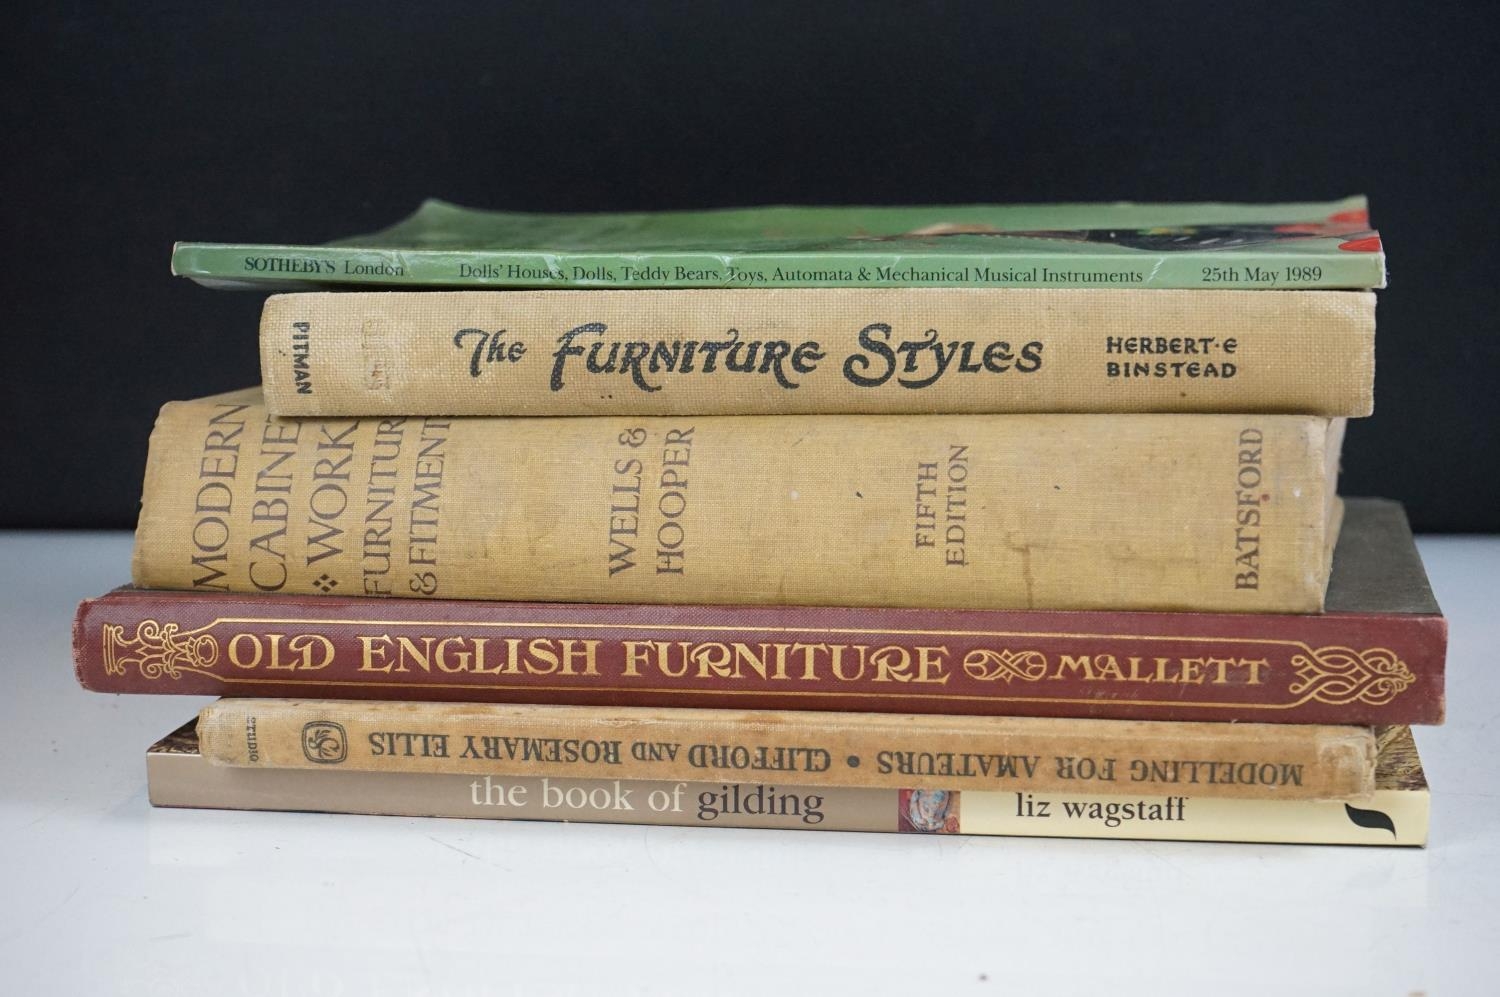 SOTHEBY'S London Dolls' Houses, Dolls, Teddy Bears, Toys, Automata & Mechanical Musical Instruments 25th May 1989
PITMAN
The FURNITURE STYLES
HERBERT·E
BINSTEAD
MODERN
CABINET
WORK
FURNITURE
& FITMENT
WELLS &
HOOPER
FIFTH
EDITION
BATSFORD
OLD ENGLISH FURNITURE MALLETT
MODELLING FOR AMATEURS • CLIFFORD AND ROSEMARY ELLIS
STUDIO
the book of gilding liz wagstaff